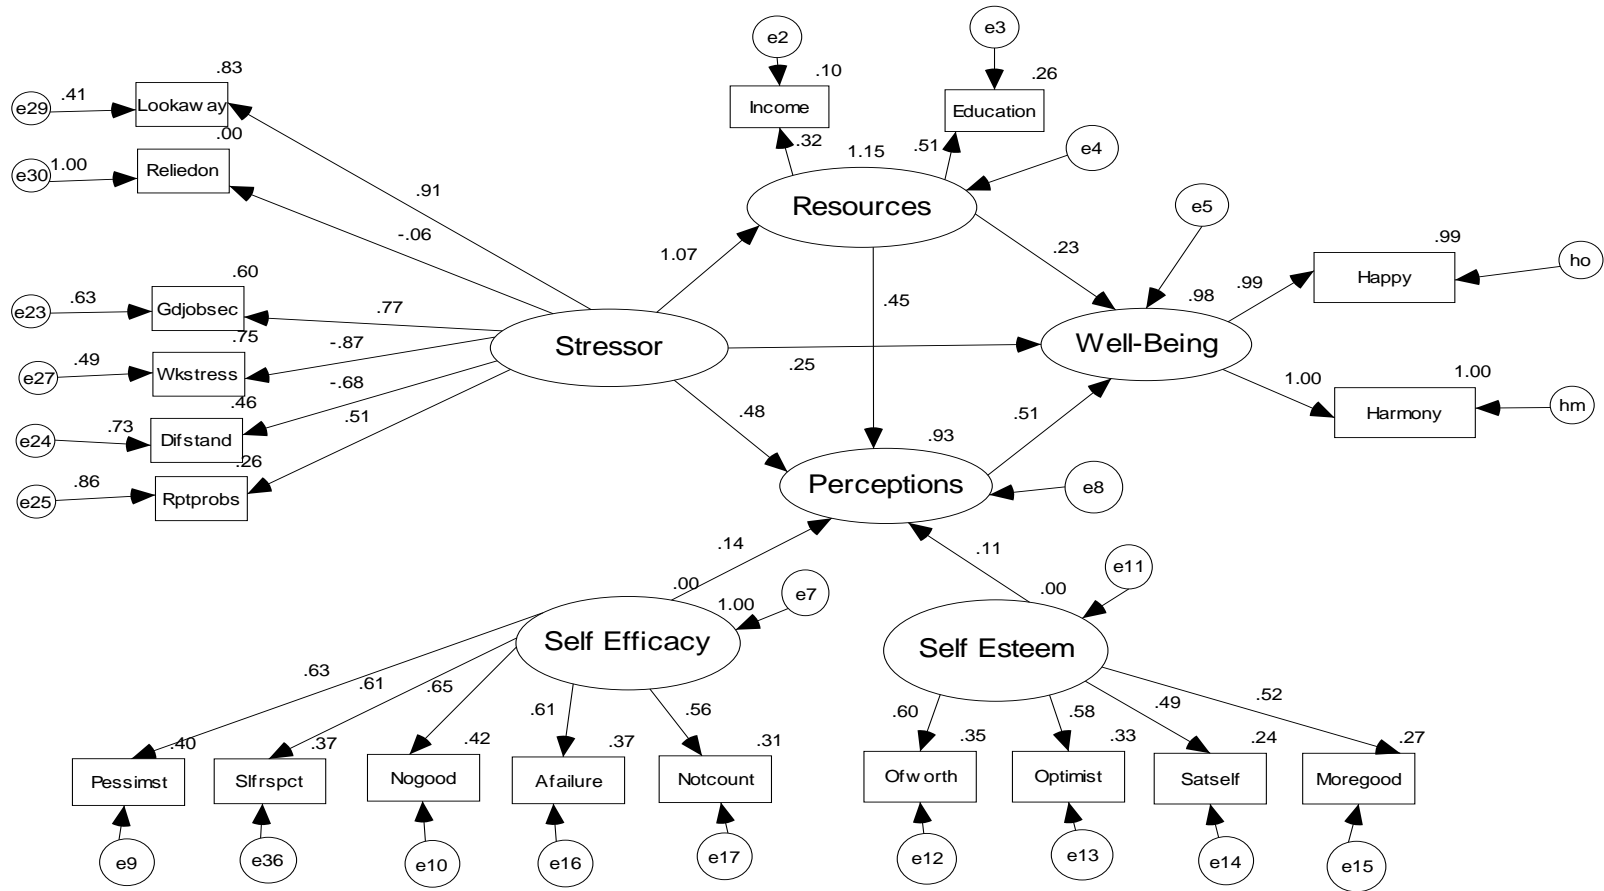 e2
e3
.83
.10
.26
e29
.41
Lookaway
Income
Education
.00
.32
.51
e4
e30
1.00
Reliedon
1.15
.91
Resources
e5
-.06
1.07
.23
.99
.60
.99
Happy
ho
e23
.63
Gdjobsec
.77
.45
.98
.75
-.87
Stressor
Well-Being
e27
.49
Wkstress
.25
-.68
1.00
1.00
.46
.51
.48
.51
Harmony
hm
e24
.73
Difstand
.93
.26
e25
.86
Rptprobs
Perceptions
e8
.14
.11
e11
.00
1.00
e7
.00
Self Efficacy
Self Esteem
.63
.61
.65
.61
.56
.60
.58
.49
.52
.40
.37
.42
.37
.31
.35
.33
.24
.27
Pessimst
Slfrspct
Nogood
Afailure
Notcount
Ofworth
Optimist
Satself
Moregood
e9
e36
e10
e16
e17
e12
e13
e14
e15